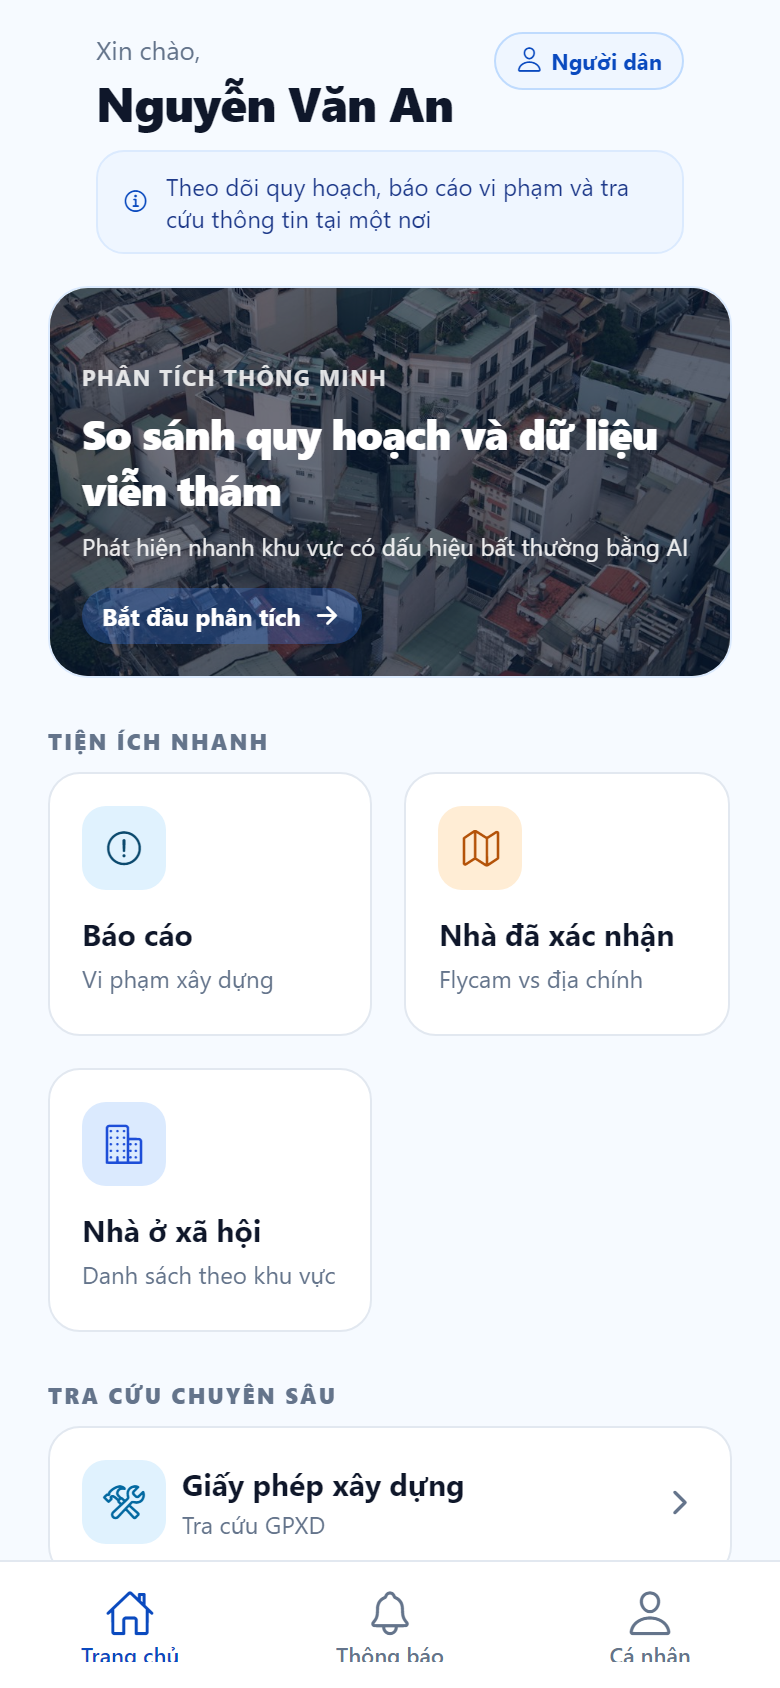 Xin chào,
Người dân
Nguyễn Văn An
Theo dõi quy hoạch, báo cáo vi phạm và tra
cứu thông tin tại một nơi
PHÂN TÍCH THÔNG MINH
So sánh quy hoạch và dữ liệu
viễn thám
Phát hiện nhanh khu vực có dấu hiệu bất thường bằng AI
Bắt đầu phân tích
TIỆN ÍCH NHANH
Báo cáo
Vi phạm xây dựng
Nhà đã xác nhận
Flycam vs địa chính
Nhà ở xã hội
Danh sách theo khu vực
TRA CỨU CHUYÊN SÂU
Giấy phép xây dựng
Tra cứu GPXD
Trang chủ
Thông báo
Cá nhân